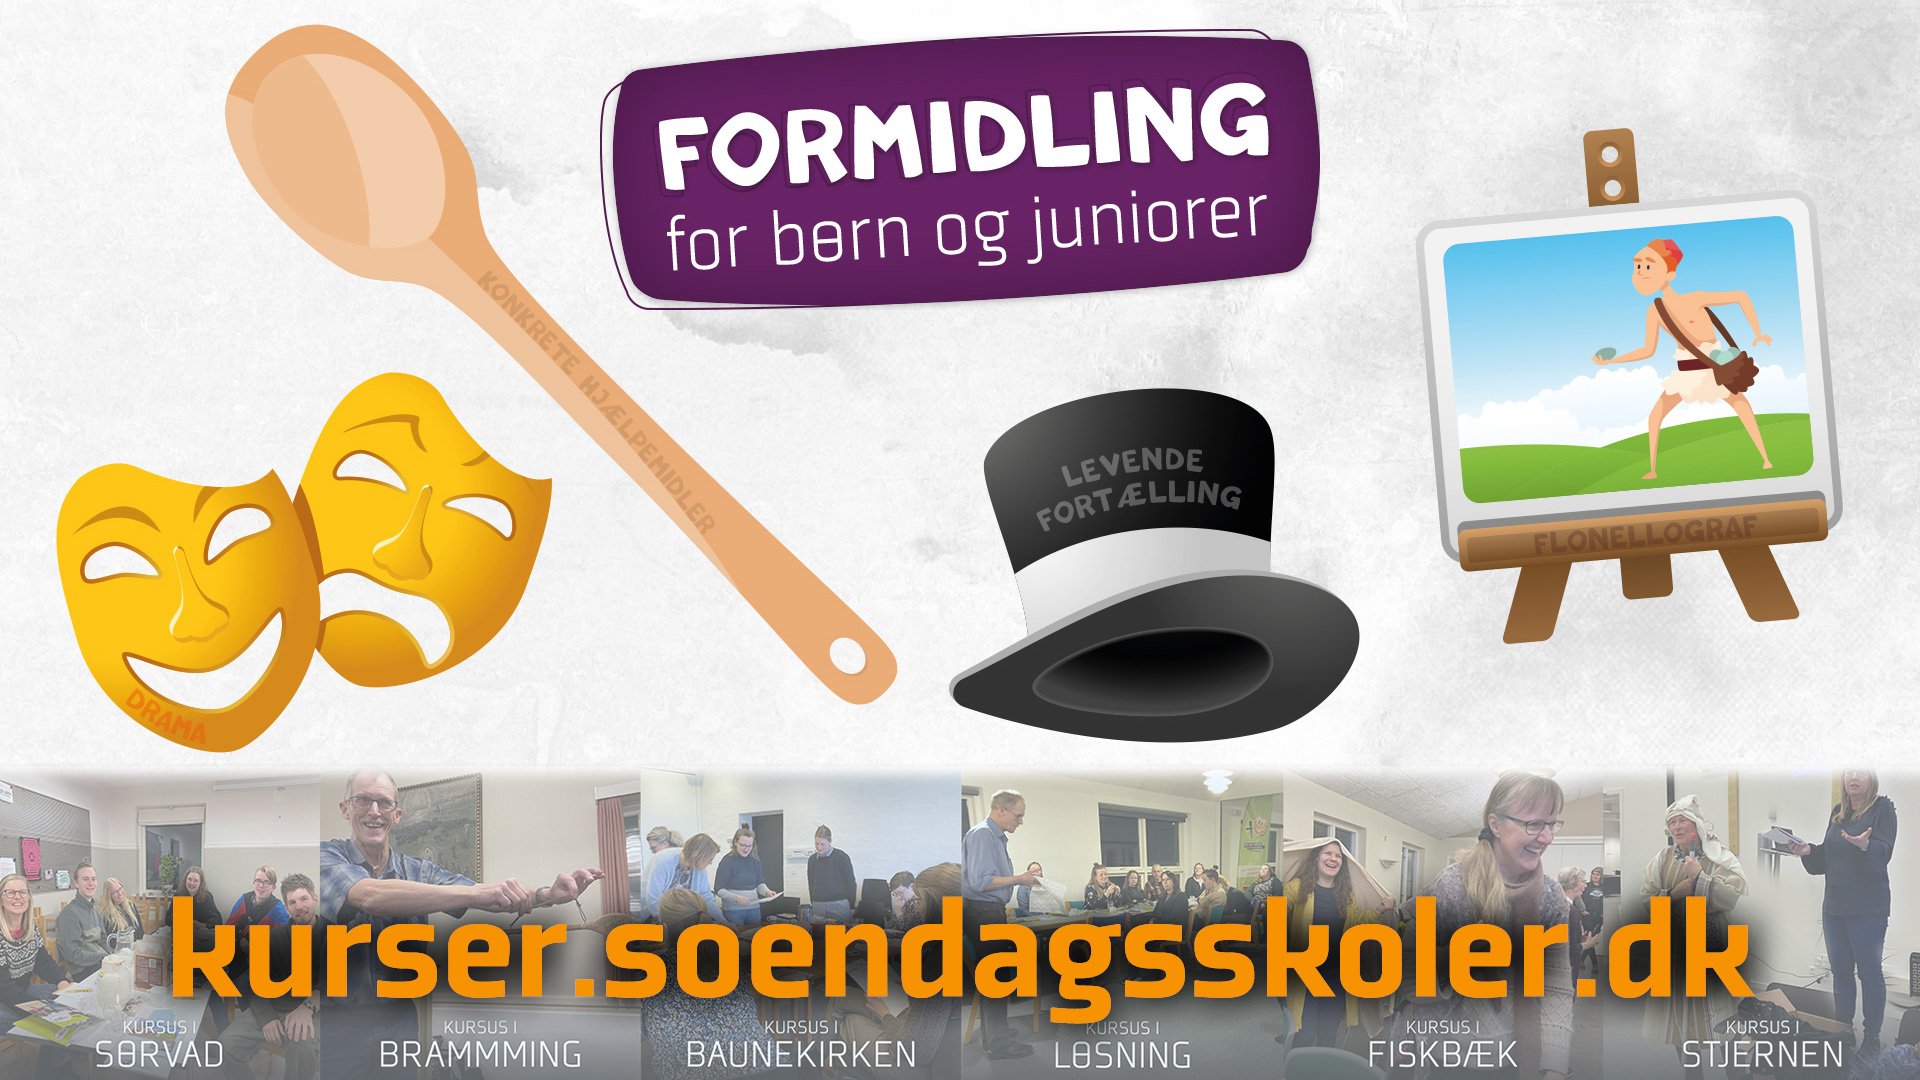 FORMIDLING
for børn og juniorer
KONKRETE HJÆLPEMIDLER
LEVENDE
FORTÆLLING
FLONELLOGRAF
DRAMA
kurser.soendagsskoler.dk
KURSUS I
SØRVAD
KURSUS I
BRAMMMING
KURSUS I
BAUNEKIRKEN
KURSUS I
LØSNING
KURSUS I
FISKBÆK
KURSUS I
STJERNEN